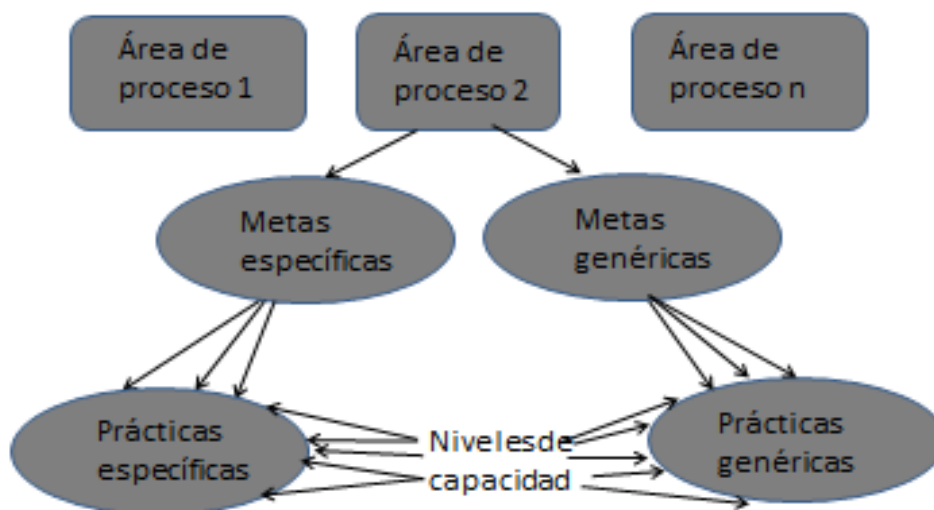 Área de
proceso 1
Área de
proceso 2
Área de
proceso n
Metas
específicas
Metas
genéricas
Prácticas
específicas
Nivelesde
capacidad
Prácticas
genéricas